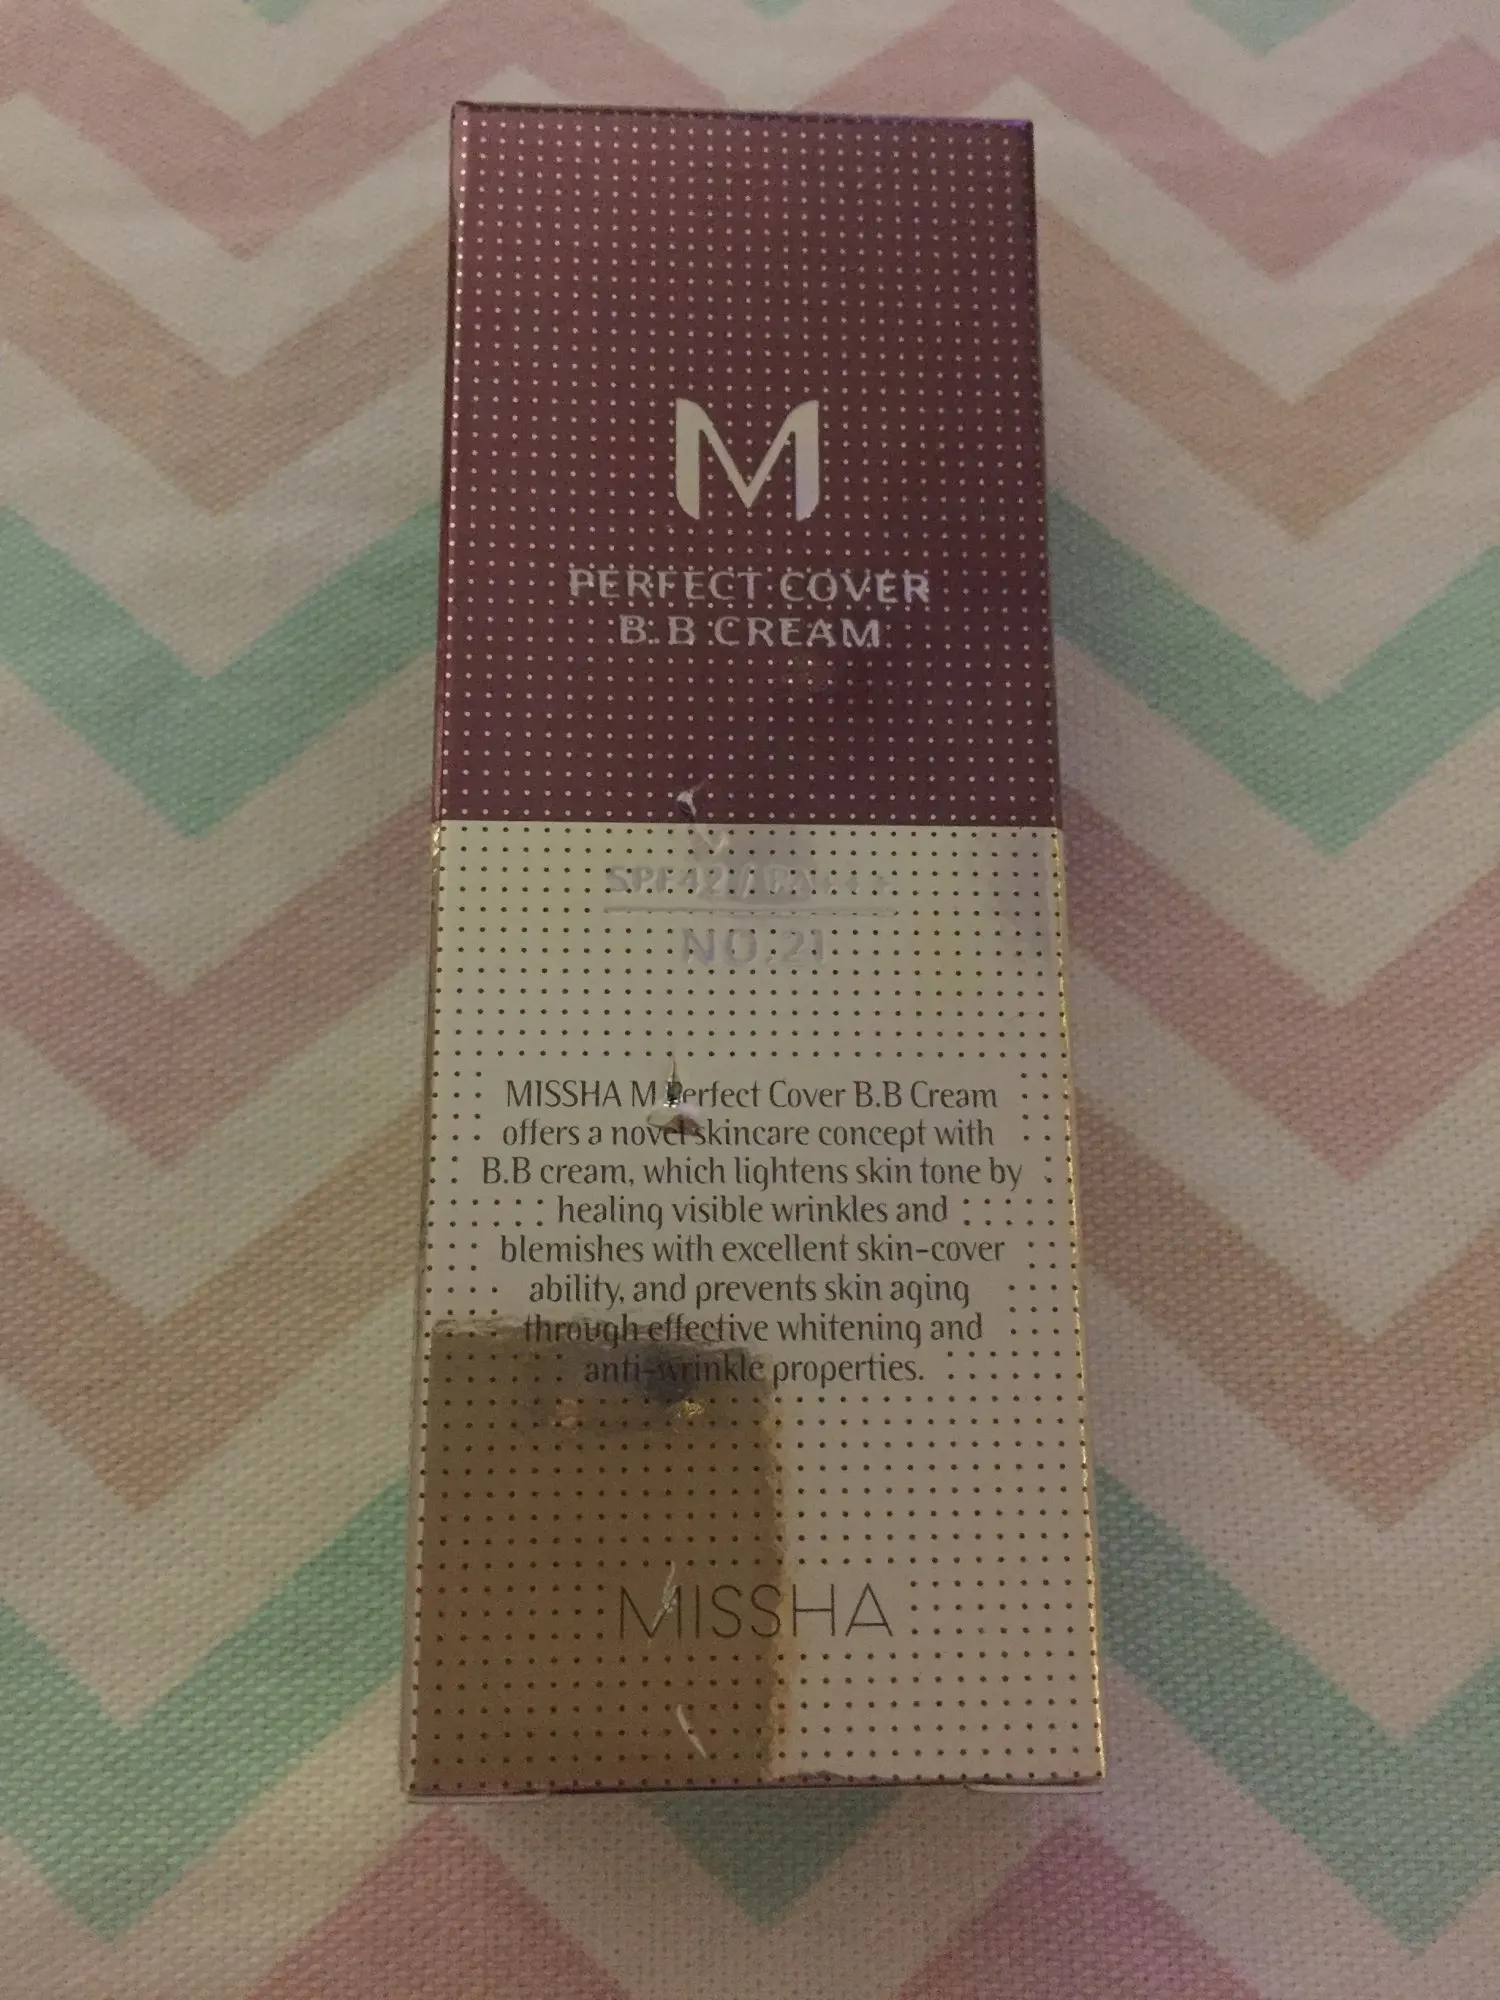 M
PERFECT COVER
B.B CREAM
SPF42/PA+++
NO.21
MISSHA M Perfect Cover B.B Cream
offers a novel skincare concept with
B.B cream, which lightens skin tone by
healing visible wrinkles and
blemishes with excellent skin-cover
ability, and prevents skin aging
through effective whitening and
anti-wrinkle properties.
MISSHA